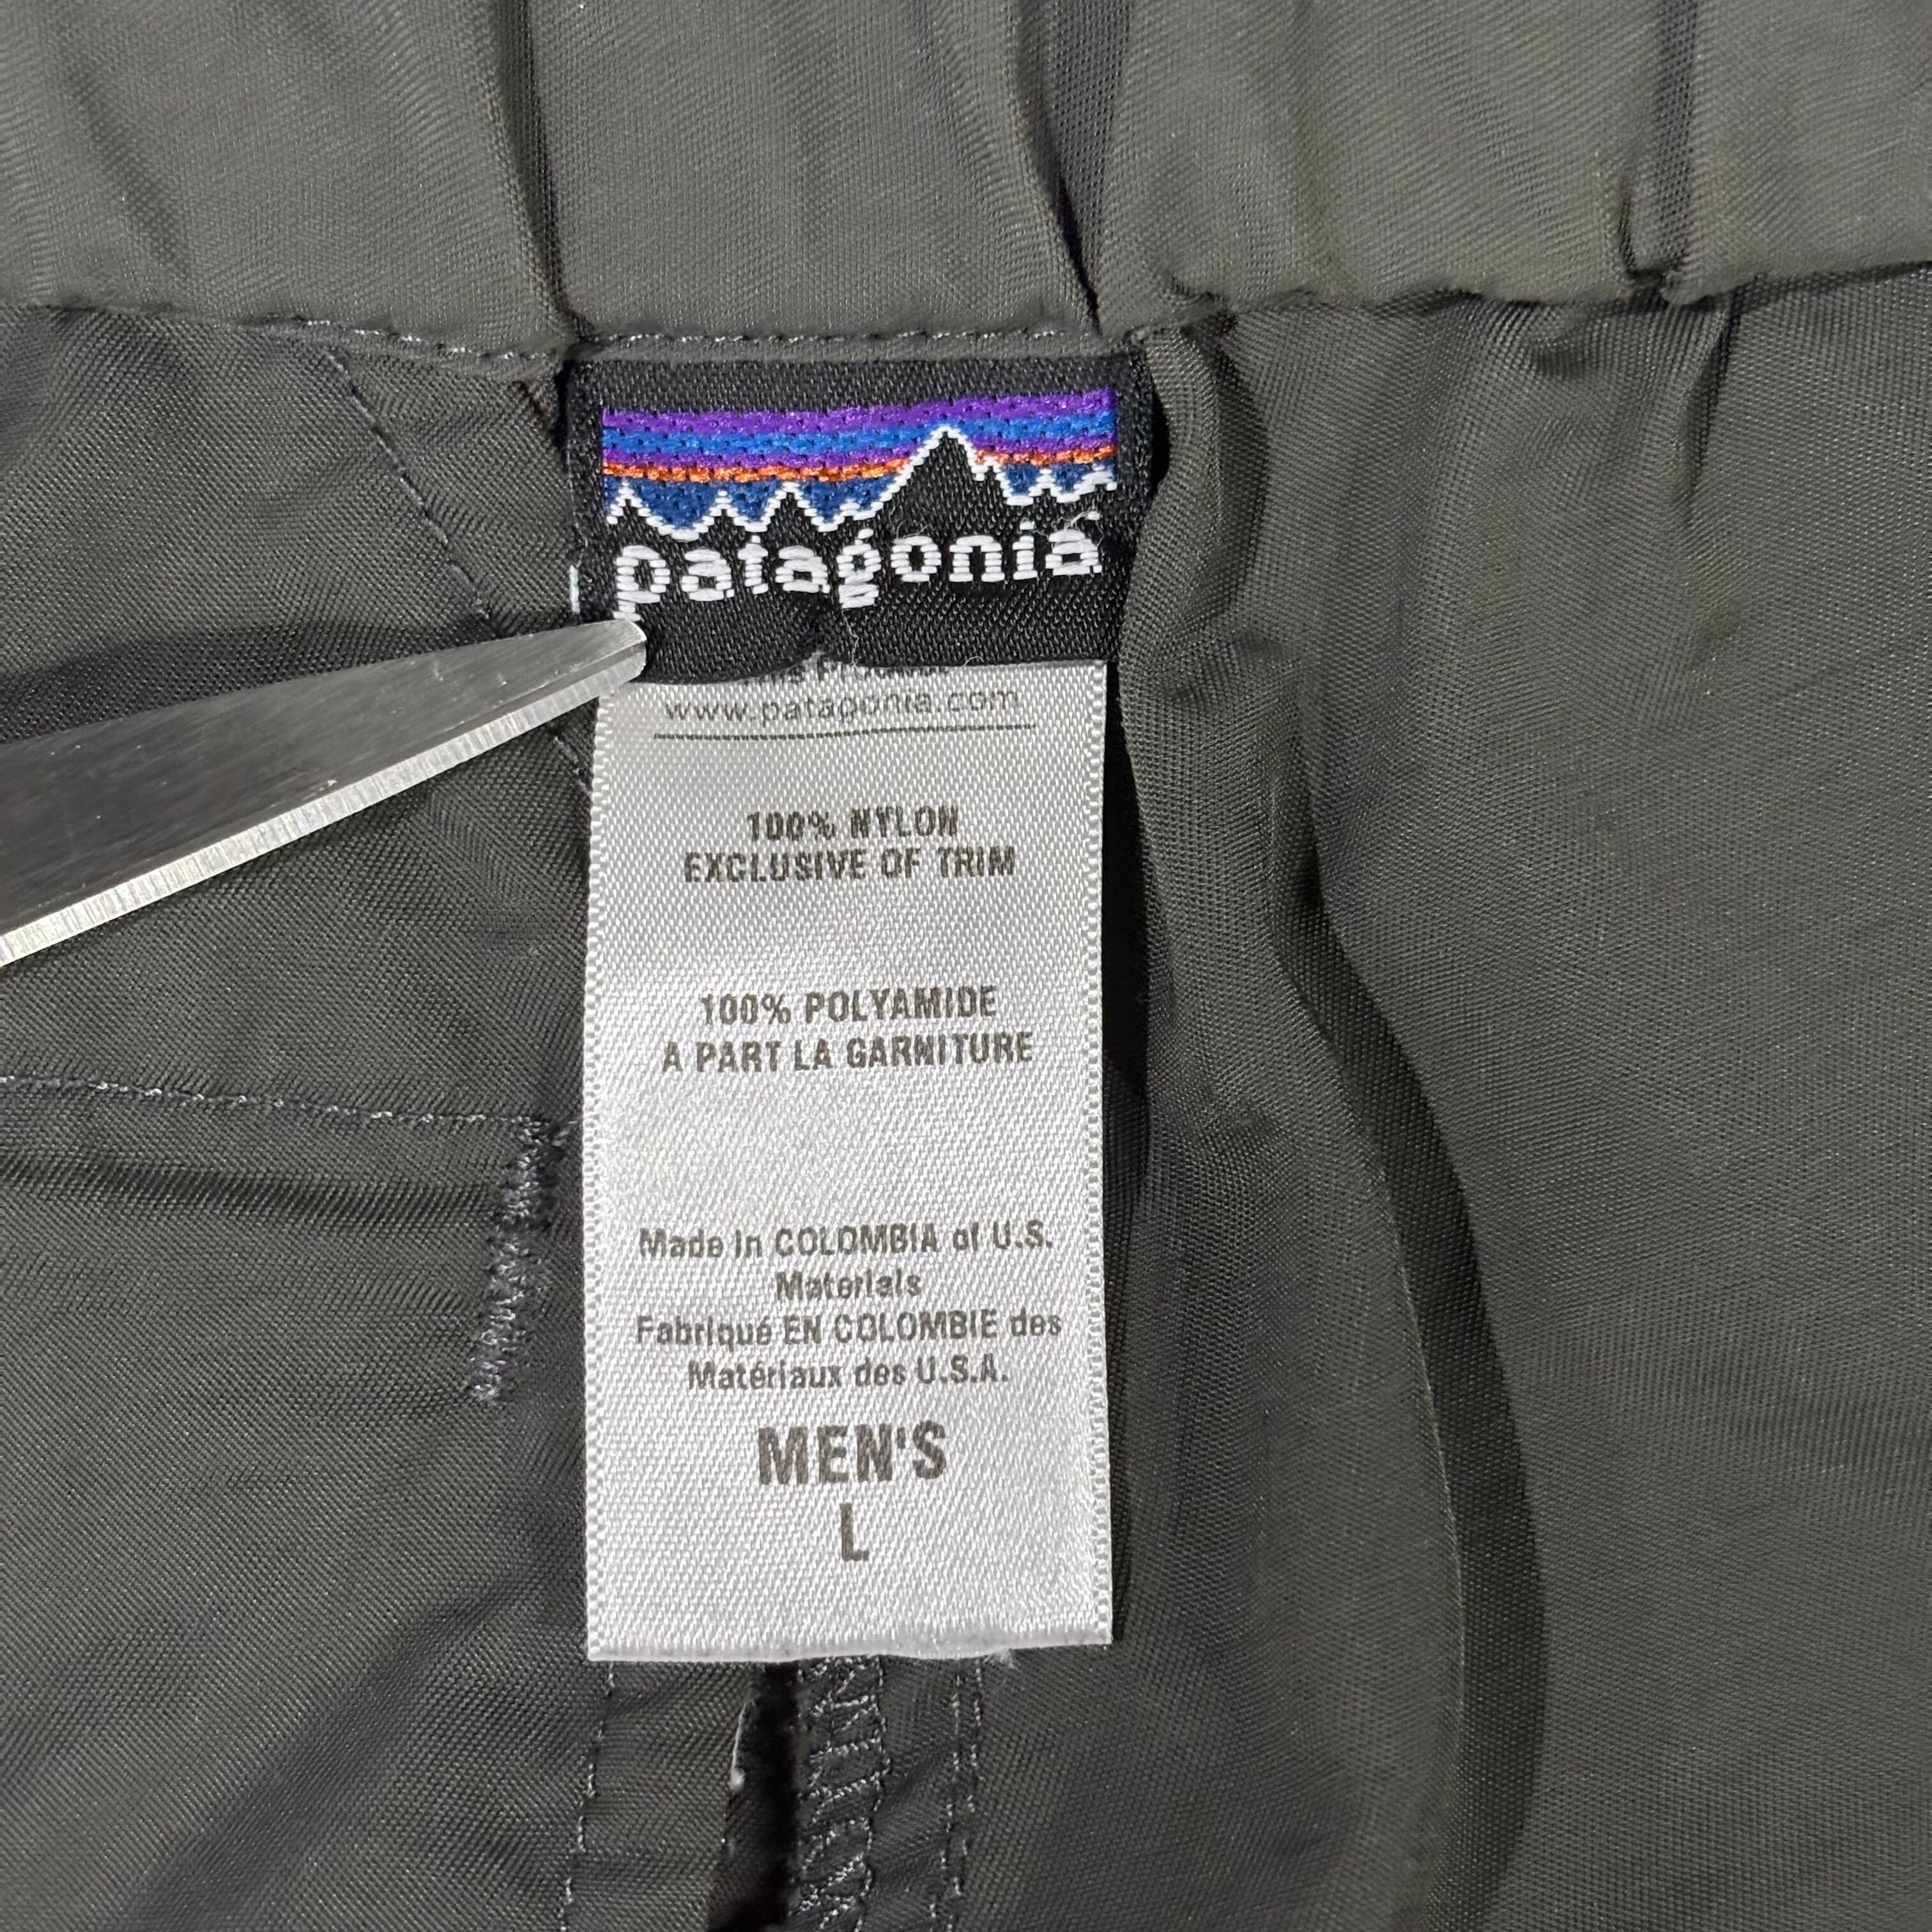 patagonia
www.patagonia.com
100% NYLON
EXCLUSIVE OF TRIM
100% POLYAMIDE
A PART LA GARNITURE
Made in COLOMBIA of U.S.
Materials
Fabriqué EN COLOMBIE des
Matériaux des U.S.A.
MEN'S
L